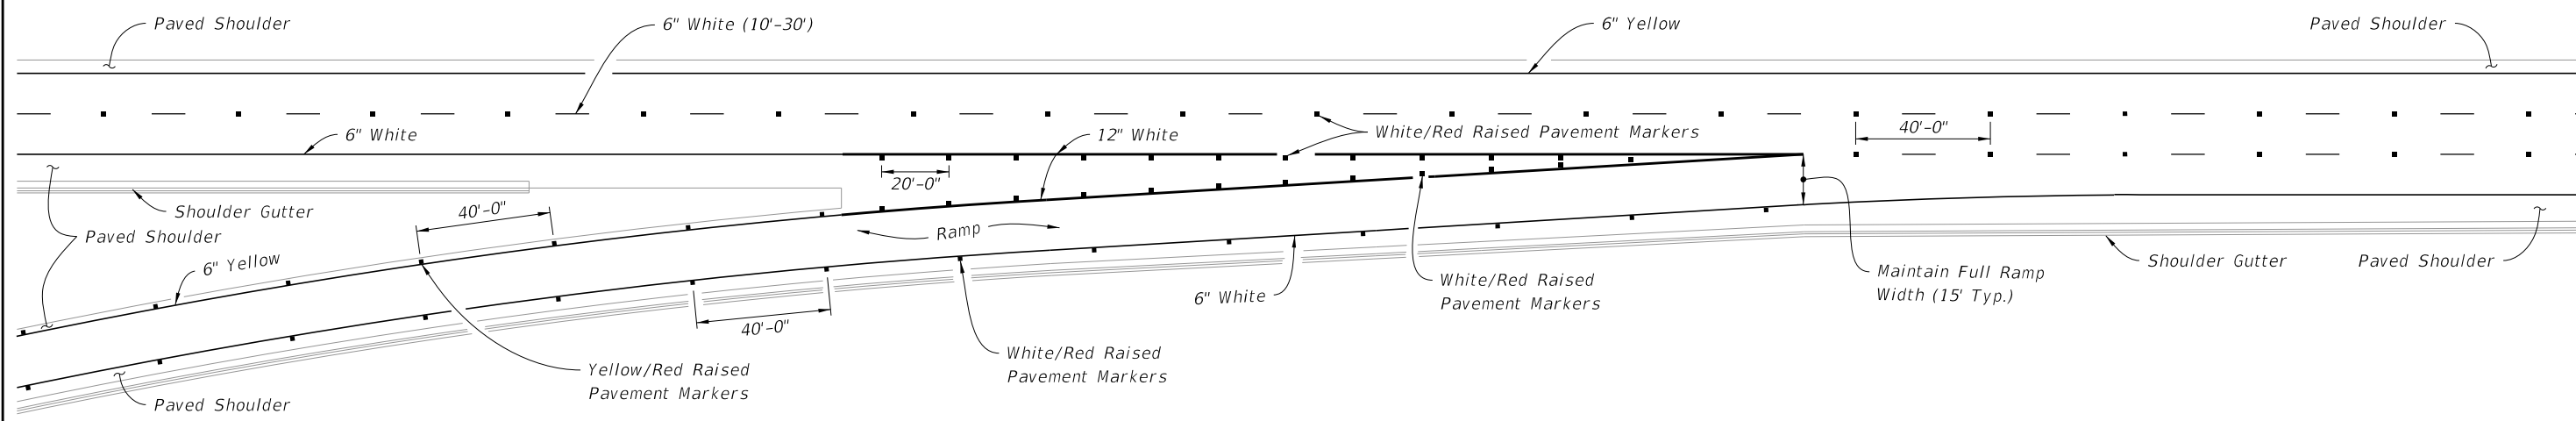 Paved Shoulder
6" White (10'-30')
6" Yellow
Paved Shoulder
6" White
12" White
White/Red Raised Pavement Markers
40'-0"
20'-0"
Shoulder Gutter
40'-0"
Paved Shoulder
Ramp
6" Yellow
White/Red Raised
Pavement Markers
6" White
Maintain Full Ramp
Width (15' Typ.)
Shoulder Gutter
Paved Shoulder
40'-0"
White/Red Raised
Pavement Markers
Yellow/Red Raised
Pavement Markers
Paved Shoulder